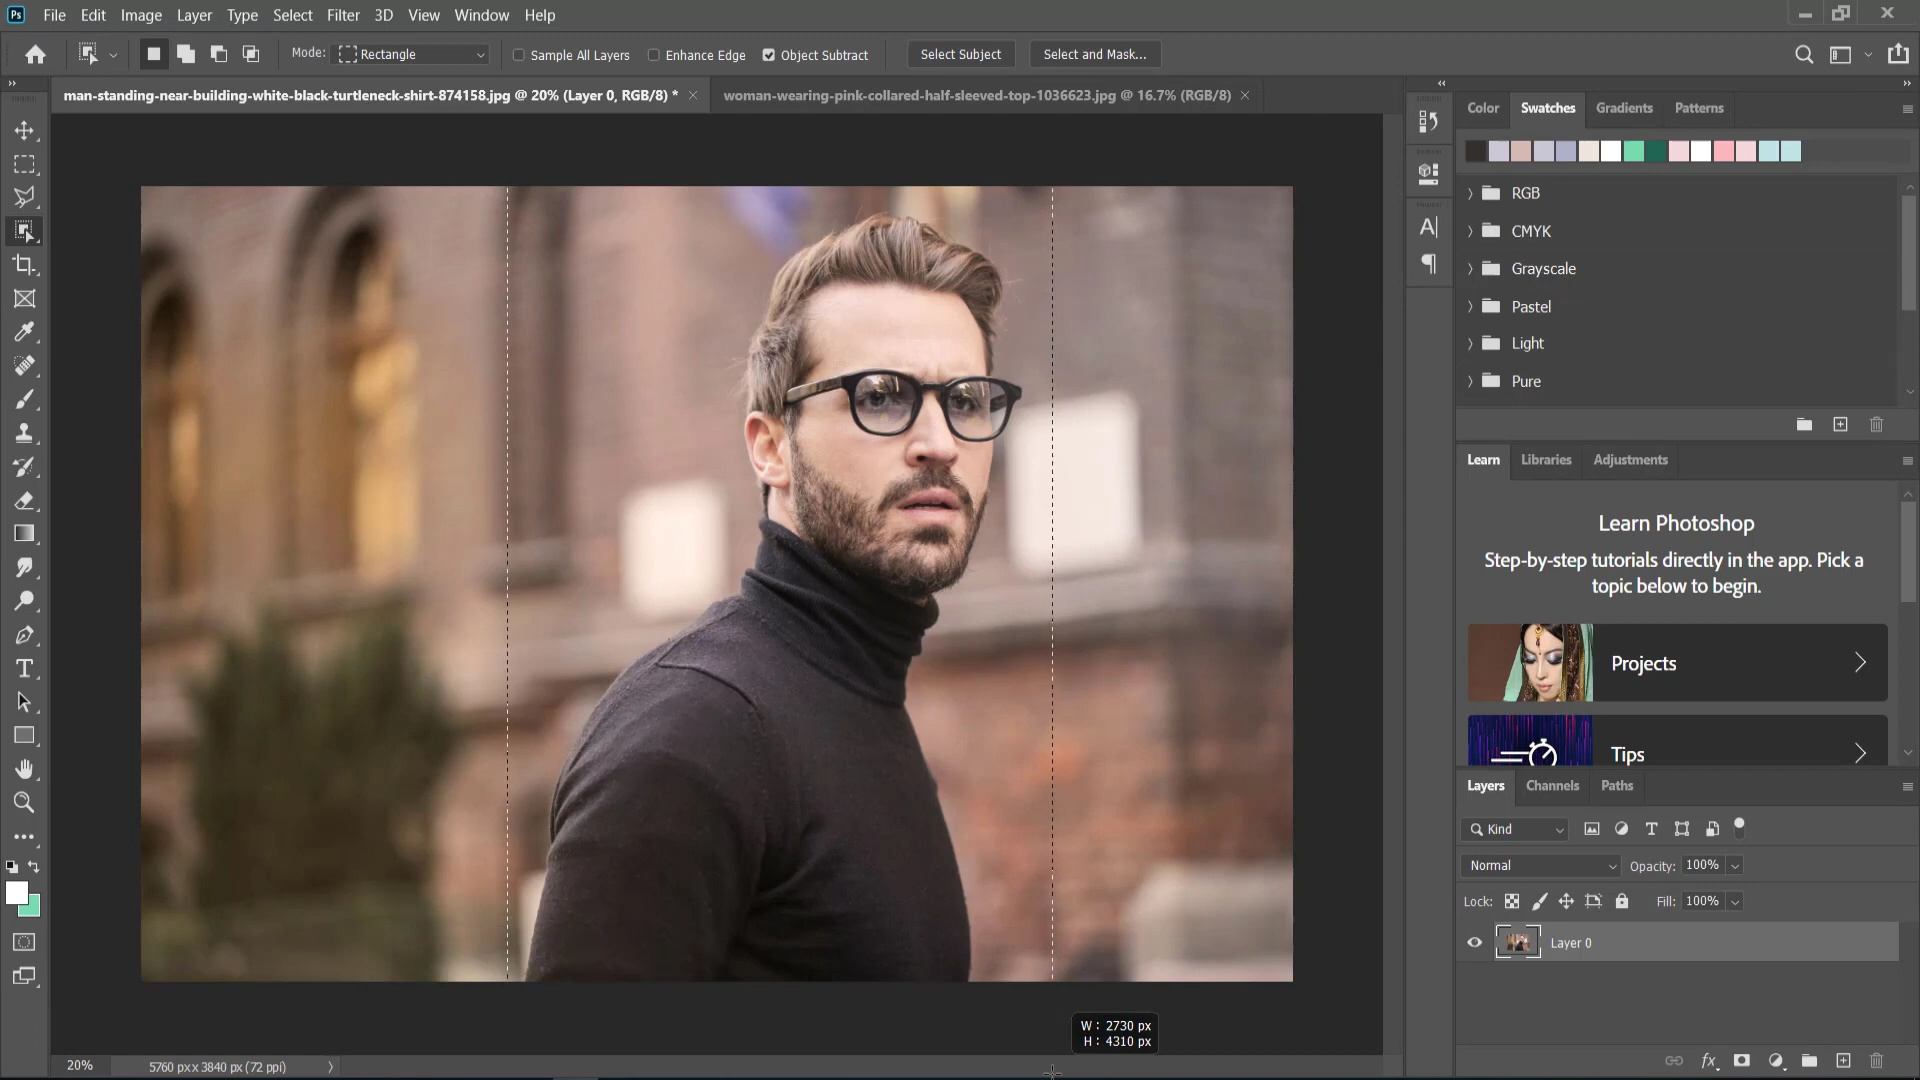 Ps File Edit Image Layer Type Select Filter 3D View Window Help
Mode: Rectangle Sample All Layers Enhance Edge Object Subtract Select Subject Select and Mask...
man-standing-near-building-white-black-turtleneck-shirt-874158.jpg @ 20% (Layer 0, RGB/8) * woman-wearing-pink-collared-half-sleeved-top-1036623.jpg @ 16.7% (RGB/8)
Color Swatches Gradients Patterns
RGB
CMYK
Grayscale
Pastel
Light
Pure
Learn Libraries Adjustments
Learn Photoshop
Step-by-step tutorials directly in the app. Pick a
topic below to begin.
Projects
Tips
Layers Channels Paths
Kind
Normal Opacity: 100%
Lock: Fill: 100%
Layer 0
W : 2730 px
H : 4310 px
20% 5760 px x 3840 px (72 ppi)